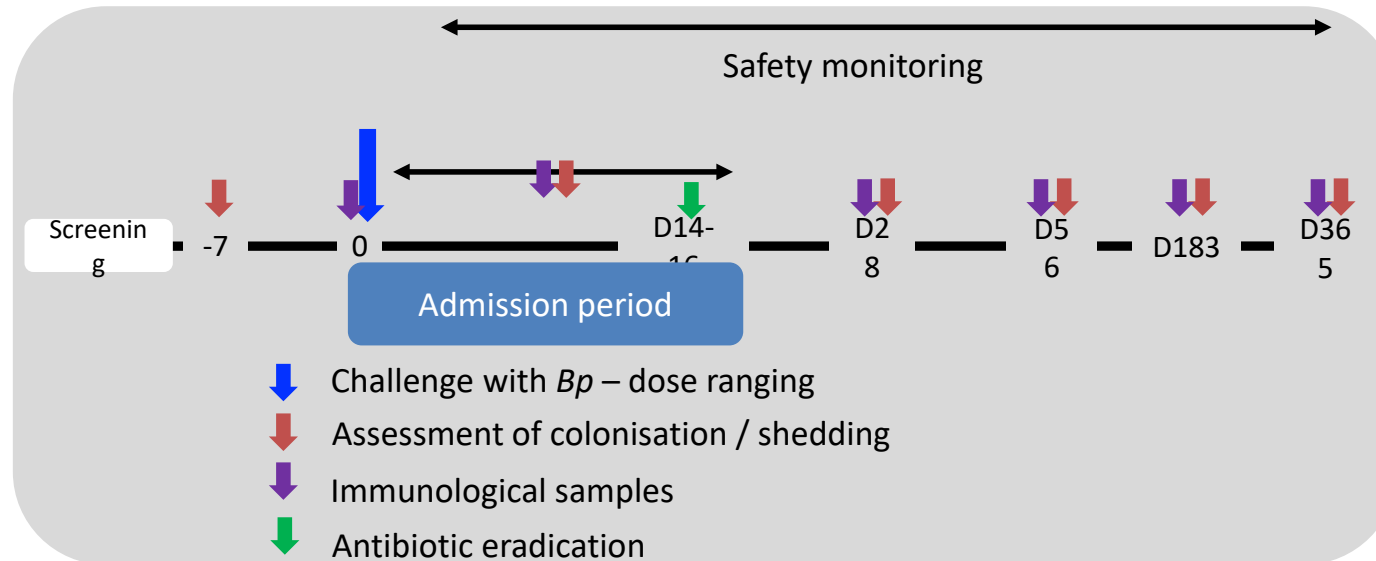 Safety monitoring
Screenin
g
-7
0
D14-
D2
8
D5
6
D183
D36
5
Admission period
Challenge with Bp – dose ranging
Assessment of colonisation / shedding
Immunological samples
Antibiotic eradication